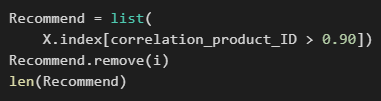 Recommend = list(
    X.index[correlation_product_ID > 0.90])
Recommend.remove(i)
len(Recommend)